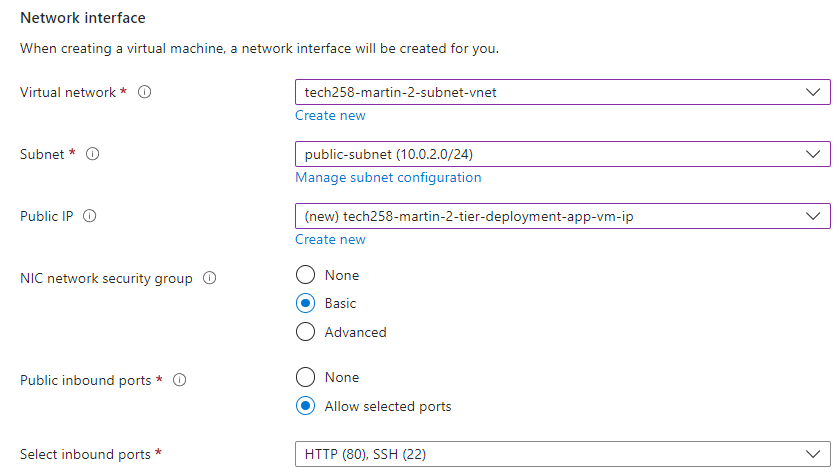 Network interface
When creating a virtual machine, a network interface will be created for you.
Virtual network *
tech258-martin-2-subnet-vnet
Create new
Subnet *
public-subnet (10.0.2.0/24)
Manage subnet configuration
Public IP
(new) tech258-martin-2-tier-deployment-app-vm-ip
Create new
NIC network security group
None
Basic
Advanced
Public inbound ports *
None
Allow selected ports
Select inbound ports *
HTTP (80), SSH (22)